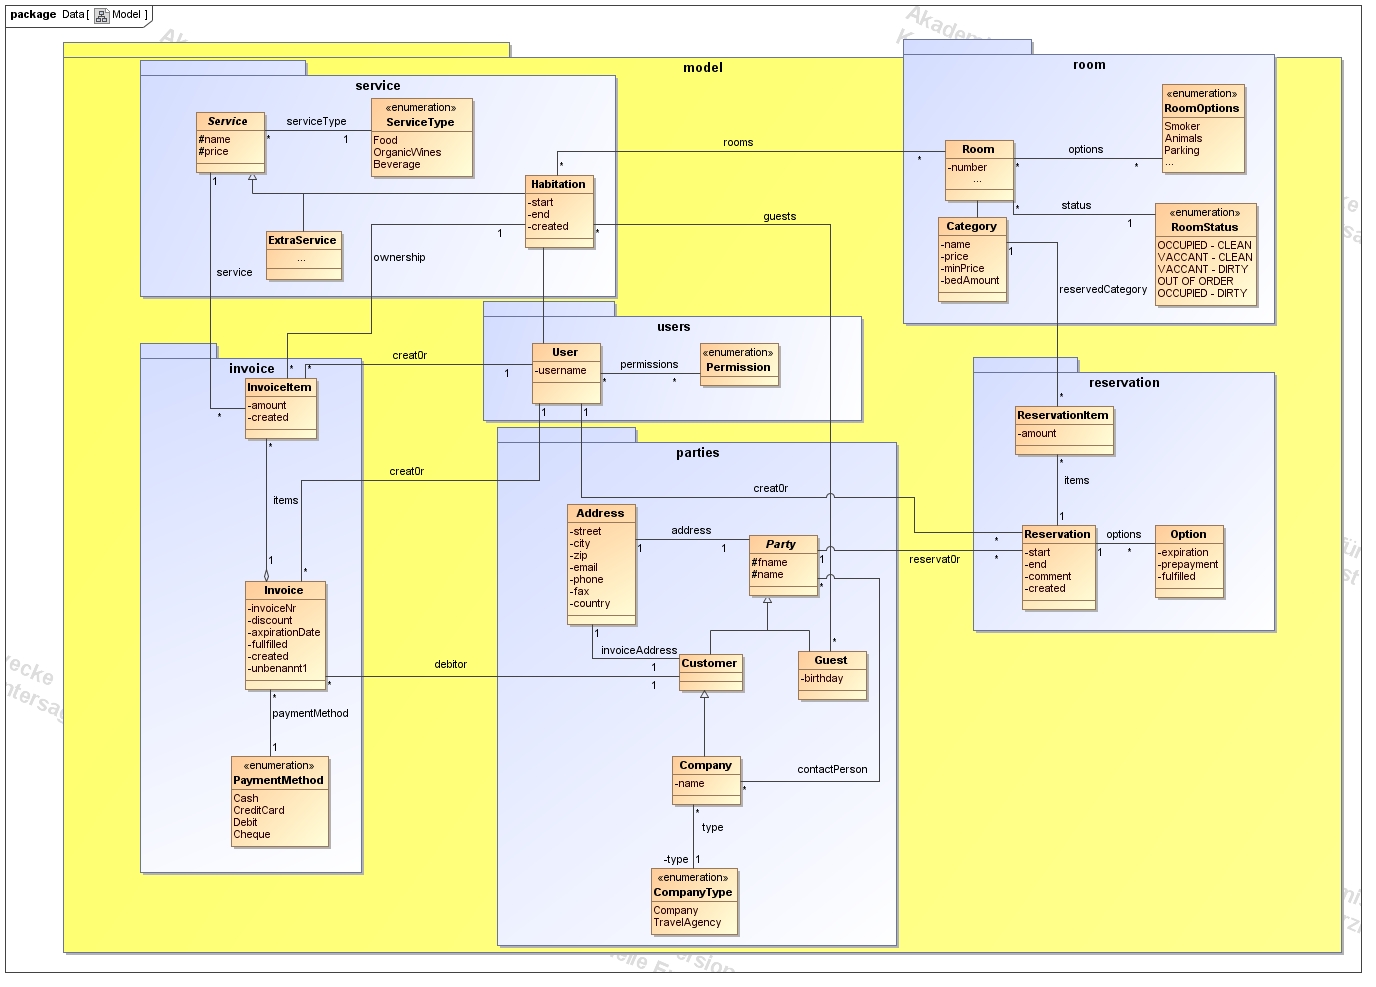 package Data [ Model ]
model
service
Service
#name
#price
serviceType
*
1
«enumeration»
ServiceType
Food
OrganicWines
Beverage
Habitation
-start
-end
-created
ExtraService
...
1
service
ownership
1
*
*
rooms
*
guests
*
room
Room
-number
...
options
*
*
«enumeration»
RoomOptions
Smoker
Animals
Parking
...
status
*
1
«enumeration»
RoomStatus
OCCUPIED - CLEAN
VACCANT - CLEAN
VACCANT - DIRTY
OUT OF ORDER
OCCUPIED - DIRTY
Category
-name
-price
-minPrice
-bedAmount
1
reservedCategory
*
users
User
-username
permissions
*
*
«enumeration»
Permission
creat0r
1
*
1
1
invoice
InvoiceItem
-amount
-created
*
*
items
1
creat0r
*
Invoice
-invoiceNr
-discount
-axpirationDate
-fullfilled
-created
-unbenannt1
*
debitor
1
*
paymentMethod
1
«enumeration»
PaymentMethod
Cash
CreditCard
Debit
Cheque
parties
creat0r
*
Address
-street
-city
-zip
-email
-phone
-fax
-country
address
1
1
Party
#fname
#name
1
*
reservat0r
*
1
invoiceAddress
1
Customer
Guest
-birthday
*
Company
-name
contactPerson
*
*
type
-type
1
«enumeration»
CompanyType
Company
TravelAgency
reservation
ReservationItem
-amount
*
items
1
Reservation
-start
-end
-comment
-created
options
1
*
Option
-expiration
-prepayment
-fulfilled